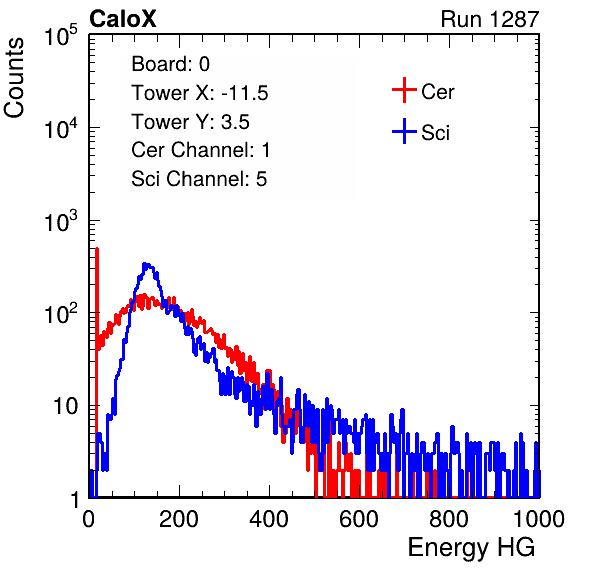 CaloX Run 1287
Counts
Board: 0
Tower X: -11.5
Tower Y: 3.5
Cer Channel: 1
Sci Channel: 5
Cer
Sci
10^5
10^4
10^3
10^2
10
1
0 200 400 600 800 1000
Energy HG